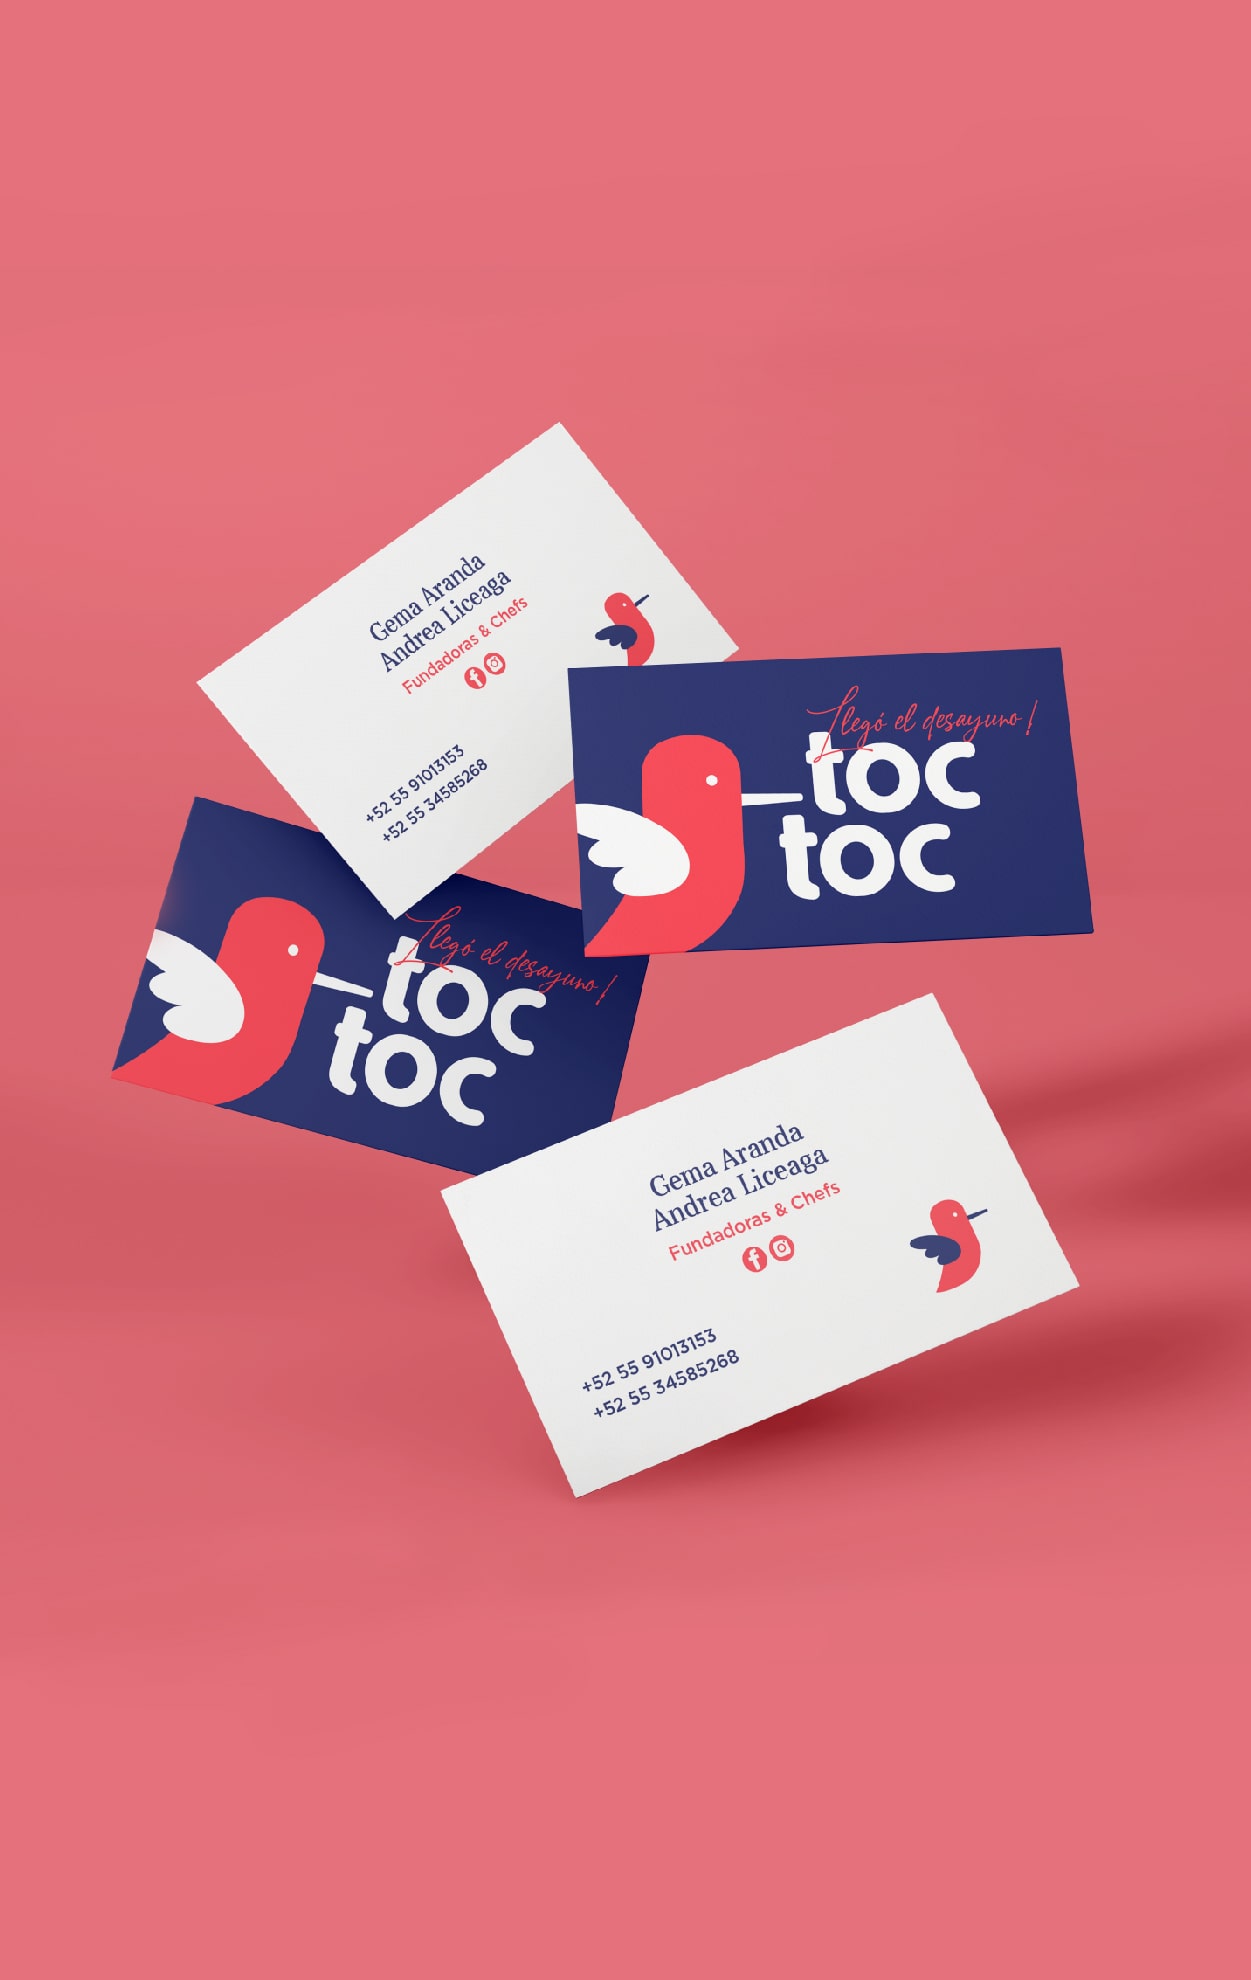 Gema Aranda
Andrea Liceaga
Fundadoras & Chefs
+52 55 91013153
+52 55 34585268
Llegó el desayuno!
toc
toc
Llegó el desayuno!
toc
toc
Gema Aranda
Andrea Liceaga
Fundadoras & Chefs
+52 55 91013153
+52 55 34585268